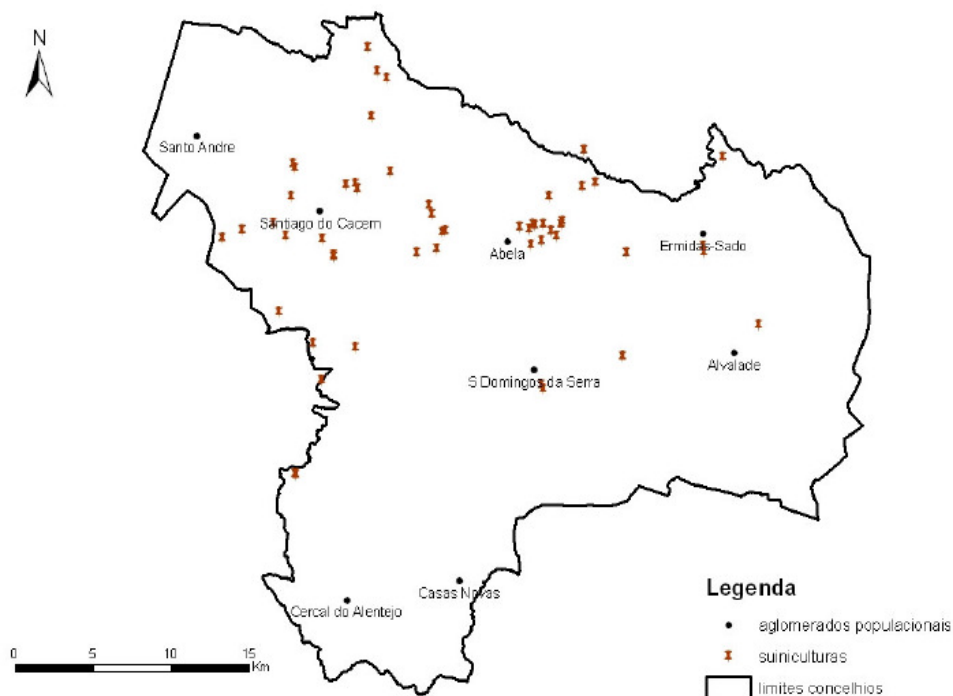 N
Santo Andre
Santiago do Cacem
Abela
Ermidas-Sado
S Domingos da Serra
Alvalade
Casas Novas
Cercal do Alentejo
0 5 10 15
Km
Legenda
aglomerados populacionais
suiniculturas
limites concelhios